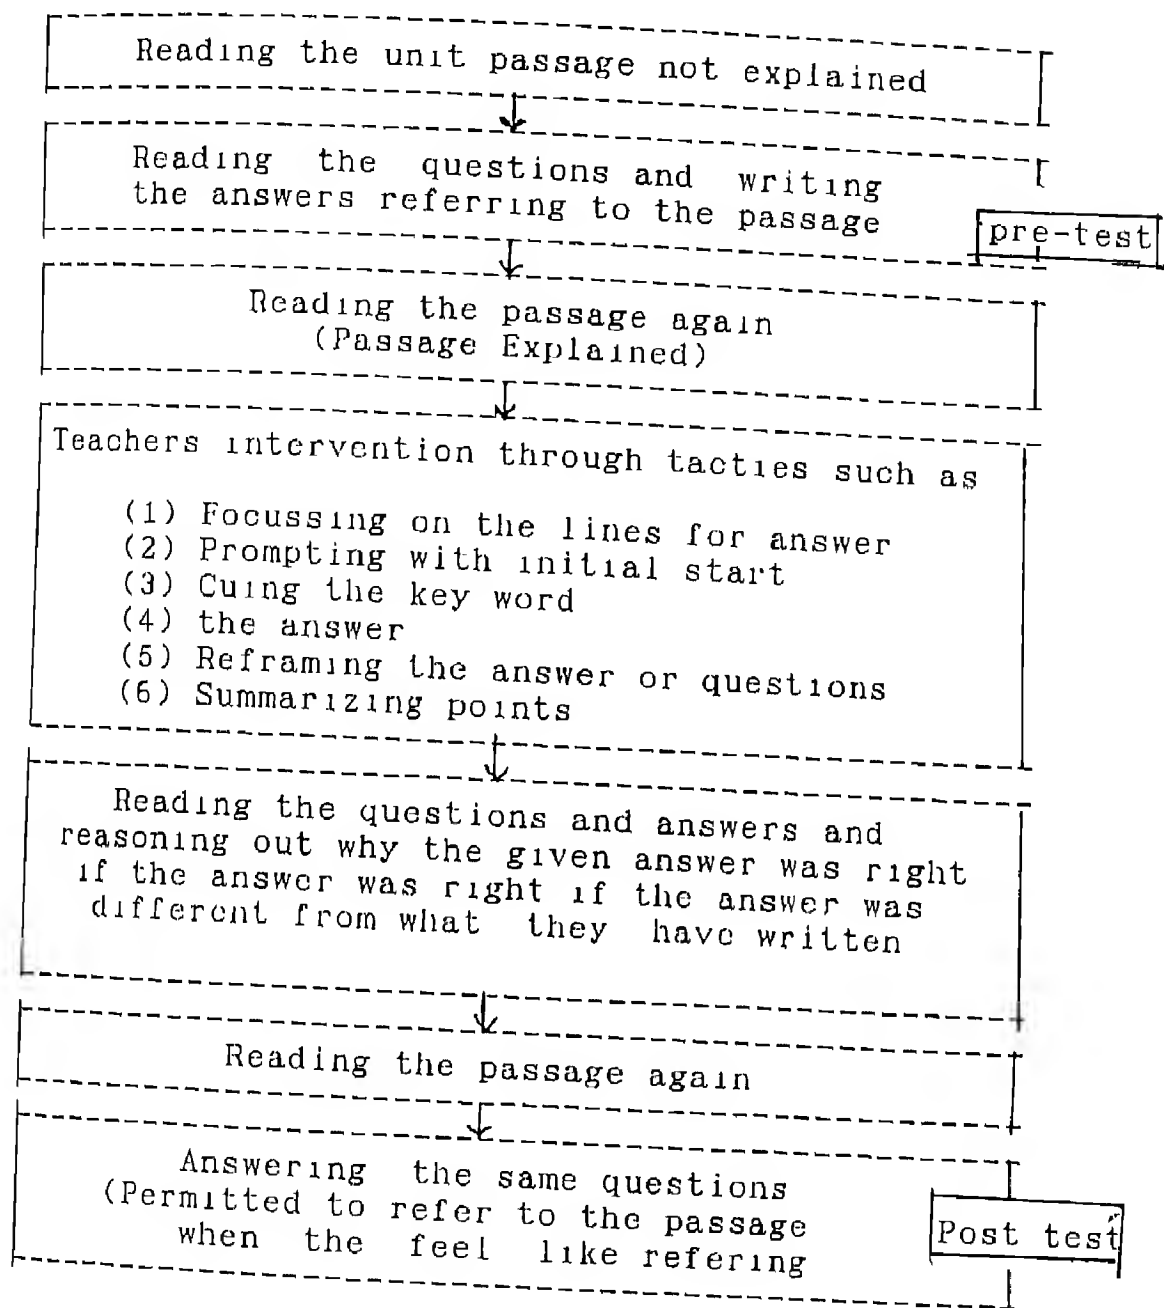 Reading the unit passage not explained
Reading the questions and writing
the answers referring to the passage
pre-test
Reading the passage again
(Passage Explained)
Teachers intervention through tacties such as
(1) Focussing on the lines for answer
(2) Prompting with initial start
(3) Cuing the key word
(4) the answer
(5) Reframing the answer or questions
(6) Summarizing points
Reading the questions and answers and
reasoning out why the given answer was right
if the answer was right if the answer was
different from what they have written
Reading the passage again
Answering the same questions
(Permitted to refer to the passage
when the feel like refering
Post test